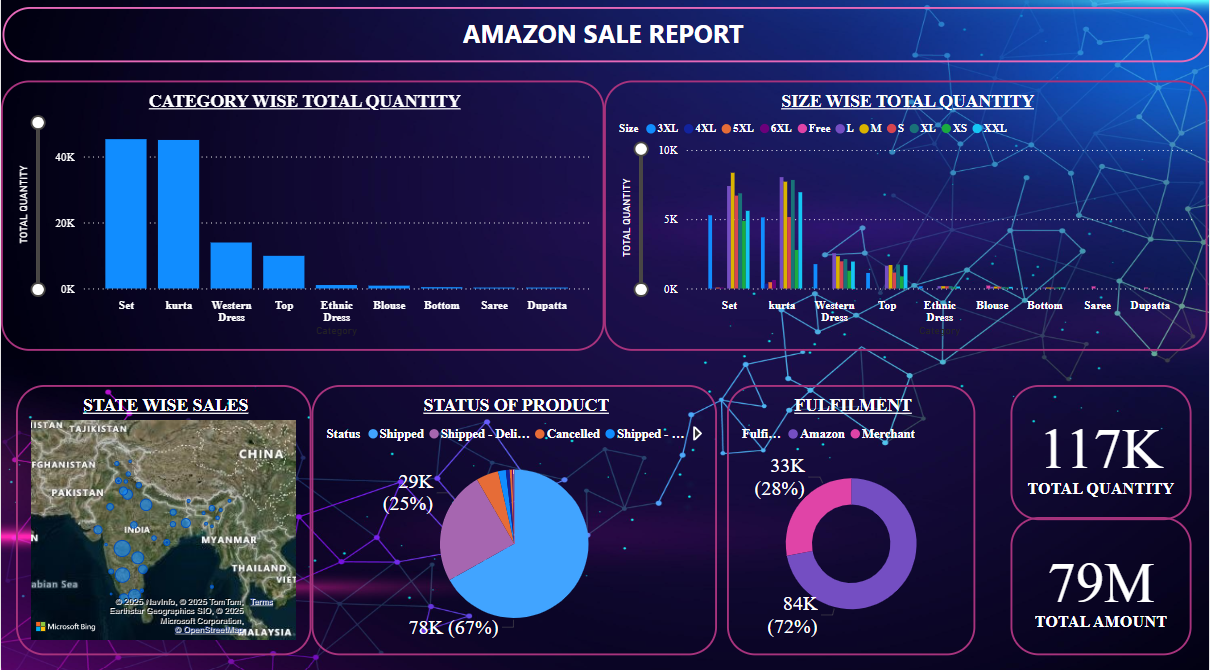 AMAZON SALE REPORT
CATEGORY WISE TOTAL QUANTITY
TOTAL QUANTITY
40K
20K
0K
Set kurta Western Dress Top Ethnic Dress Blouse Bottom Saree Dupatta
Category
SIZE WISE TOTAL QUANTITY
Size 3XL 4XL 5XL 6XL Free L M S XL XS XXL
TOTAL QUANTITY
10K
5K
0K
Set kurta Western Dress Top Ethnic Dress Blouse Bottom Saree Dupatta
Category
STATE WISE SALES
ISTAN TAJIKISTAN
CHINA
FGHANISTAN
PAKISTAN
INDIA
N
MYANMAR
THAILAND
VIET
abian Sea
© 2025 NavInfo, © 2025 TomTom, Terms
Earthstar Geographics SIO, © 2025
Microsoft Corporation,
© OpenStreetMap
Microsoft Bing
MALAYSIA
STATUS OF PRODUCT
Status Shipped Shipped - Deli... Cancelled Shipped - ...
29K
(25%)
78K (67%)
FULFILMENT
Fulfi... Amazon Merchant
33K
(28%)
84K
(72%)
117K
TOTAL QUANTITY
79M
TOTAL AMOUNT